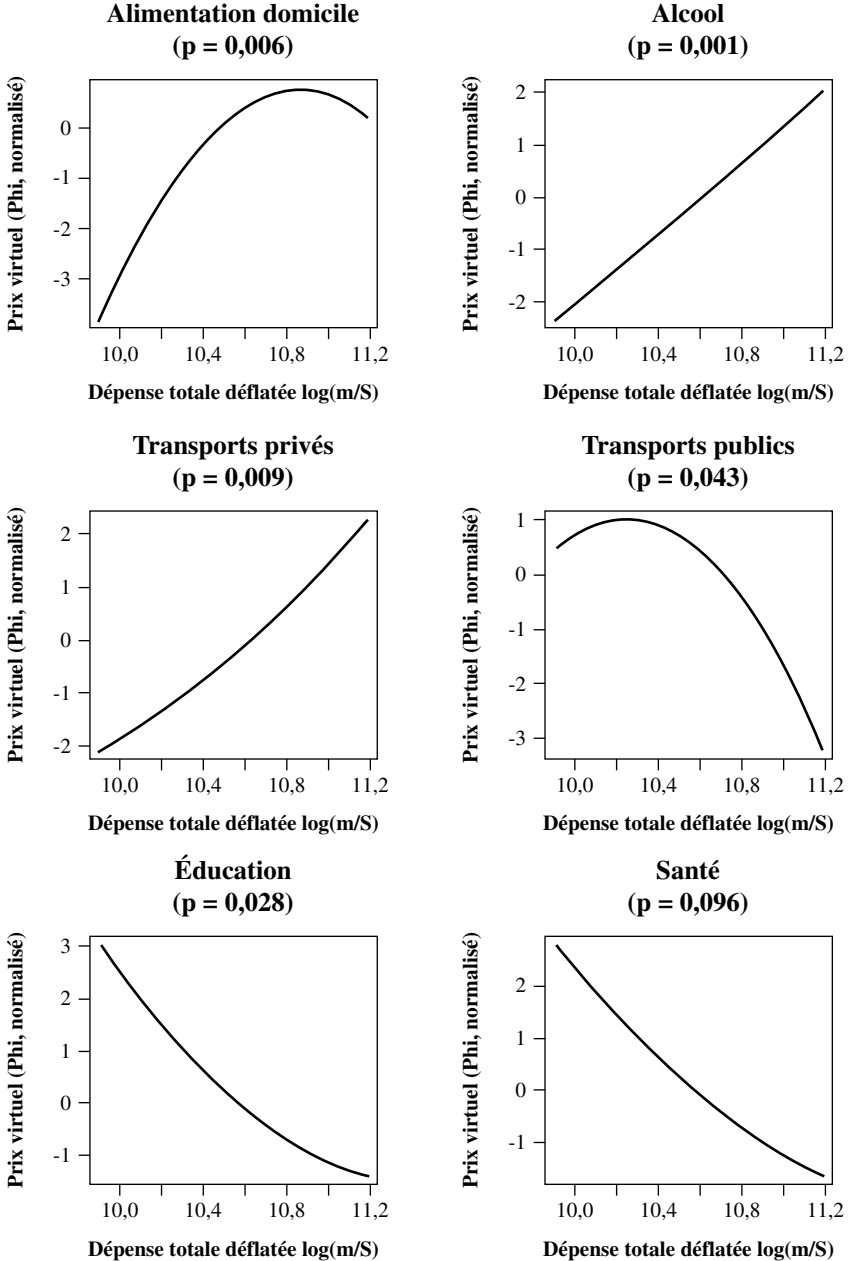 Alimentation domicile
(p = 0,006)
Prix virtuel (Phi, normalisé)
0
-1
-2
-3
10,0 10,4 10,8 11,2
Dépense totale déflatée log(m/S)
Alcool
(p = 0,001)
Prix virtuel (Phi, normalisé)
2
1
0
-1
-2
10,0 10,4 10,8 11,2
Dépense totale déflatée log(m/S)
Transports privés
(p = 0,009)
Prix virtuel (Phi, normalisé)
2
1
0
-1
-2
10,0 10,4 10,8 11,2
Dépense totale déflatée log(m/S)
Transports publics
(p = 0,043)
Prix virtuel (Phi, normalisé)
1
0
-1
-2
-3
10,0 10,4 10,8 11,2
Dépense totale déflatée log(m/S)
Éducation
(p = 0,028)
Prix virtuel (Phi, normalisé)
3
2
1
0
-1
10,0 10,4 10,8 11,2
Dépense totale déflatée log(m/S)
Santé
(p = 0,096)
Prix virtuel (Phi, normalisé)
2
1
0
-1
10,0 10,4 10,8 11,2
Dépense totale déflatée log(m/S)